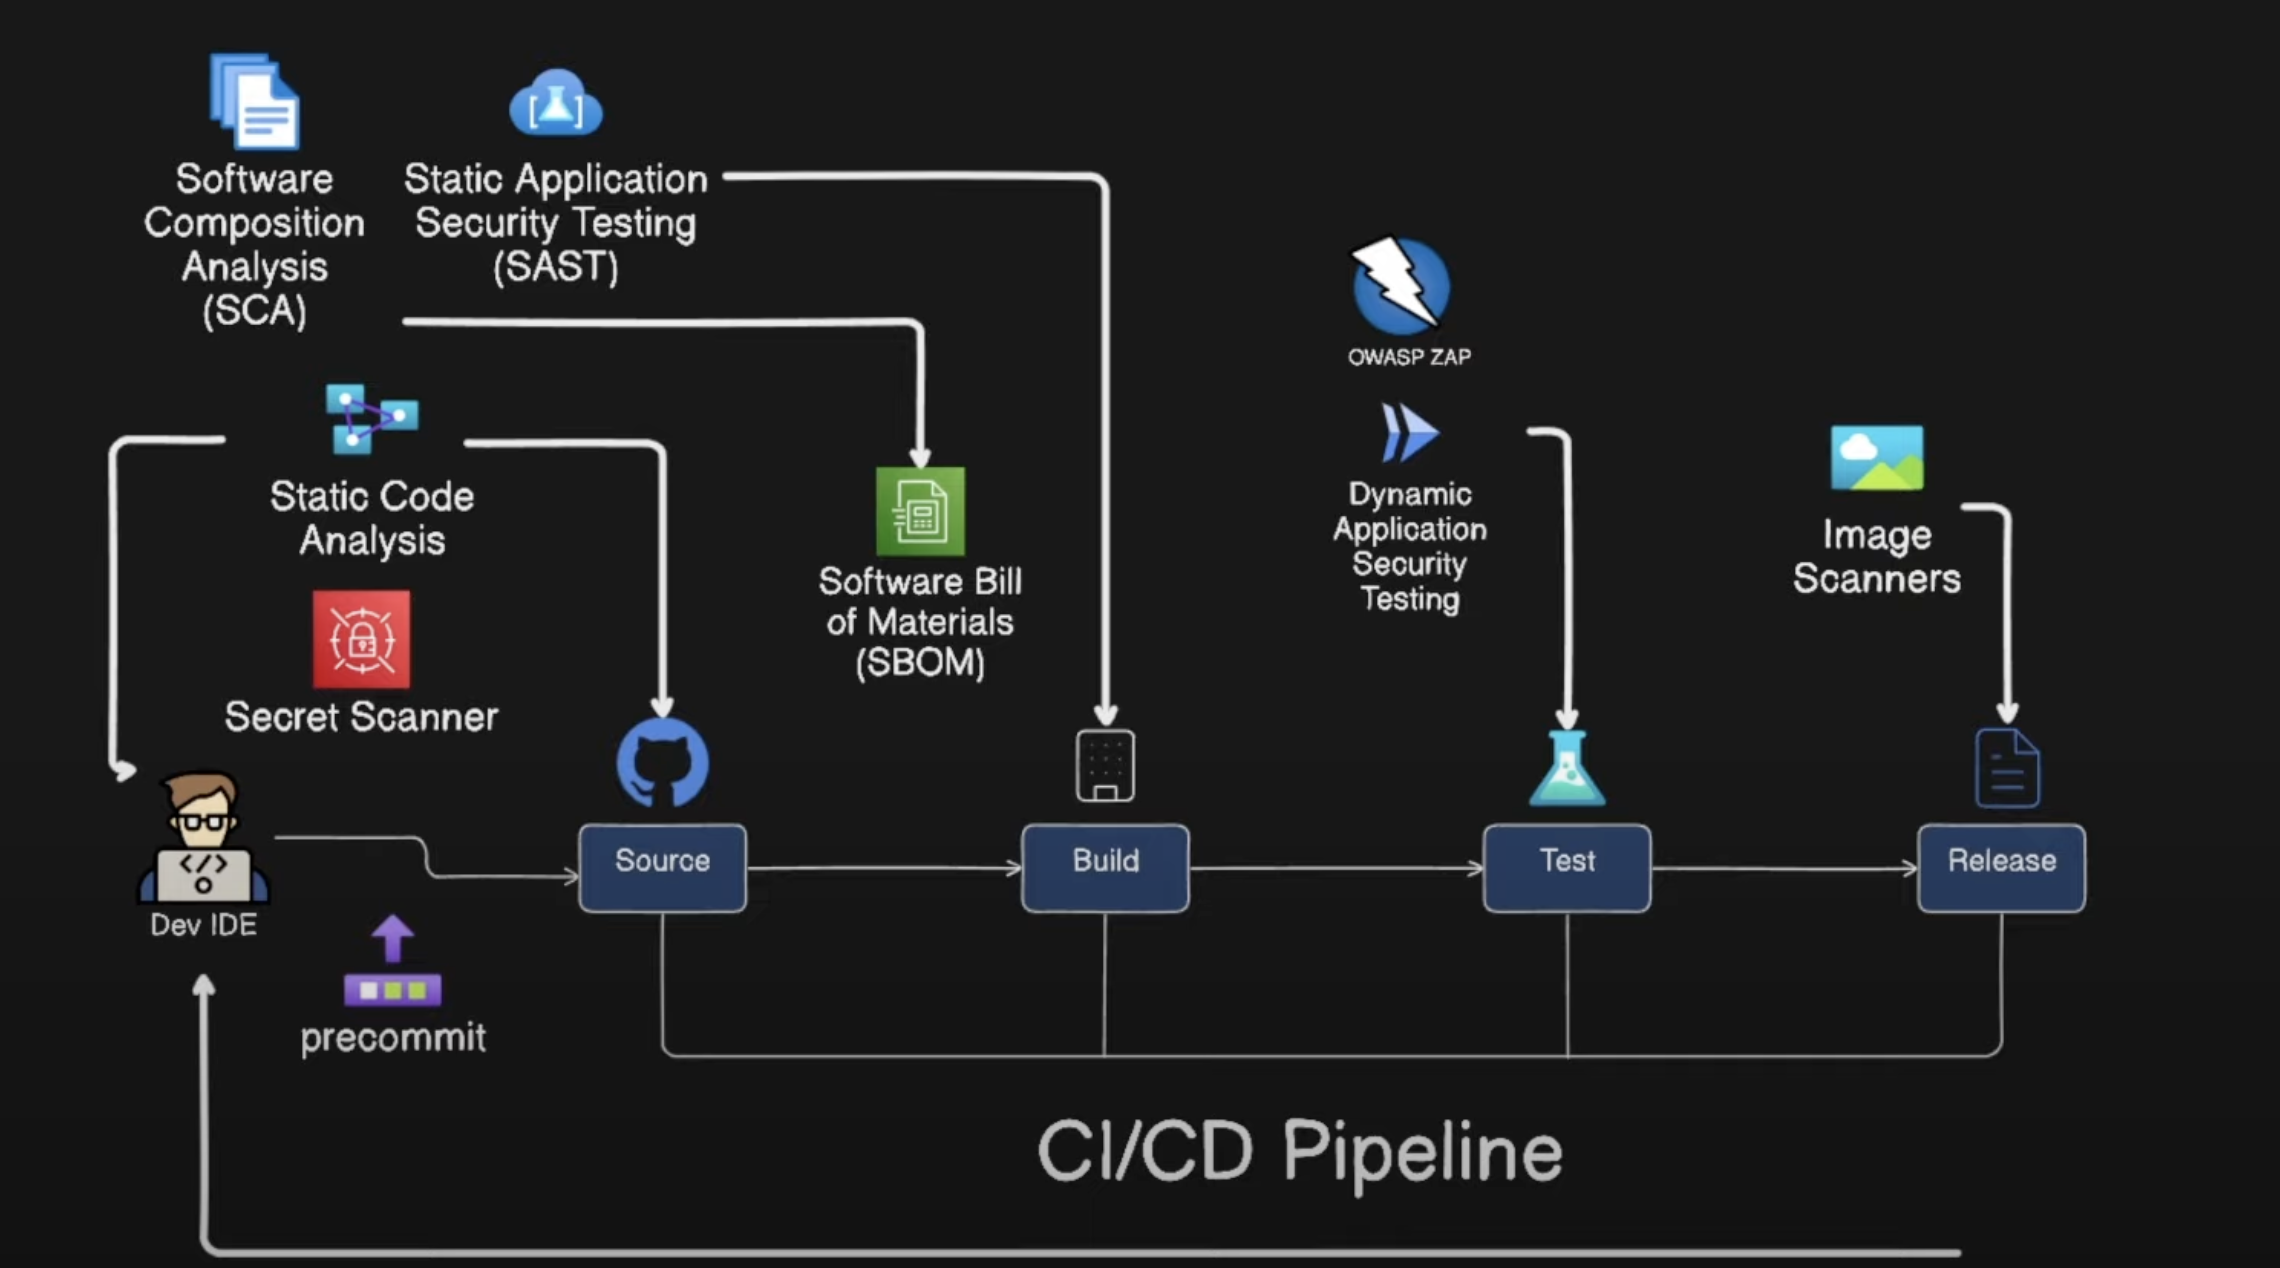 Software
Composition
Analysis
(SCA)
Static Application
Security Testing
(SAST)
OWASP ZAP
Static Code
Analysis
Secret Scanner
Software Bill
of Materials
(SBOM)
Dynamic
Application
Security
Testing
Image
Scanners
</>
Dev IDE
precommit
Source
Build
Test
Release
CI/CD Pipeline